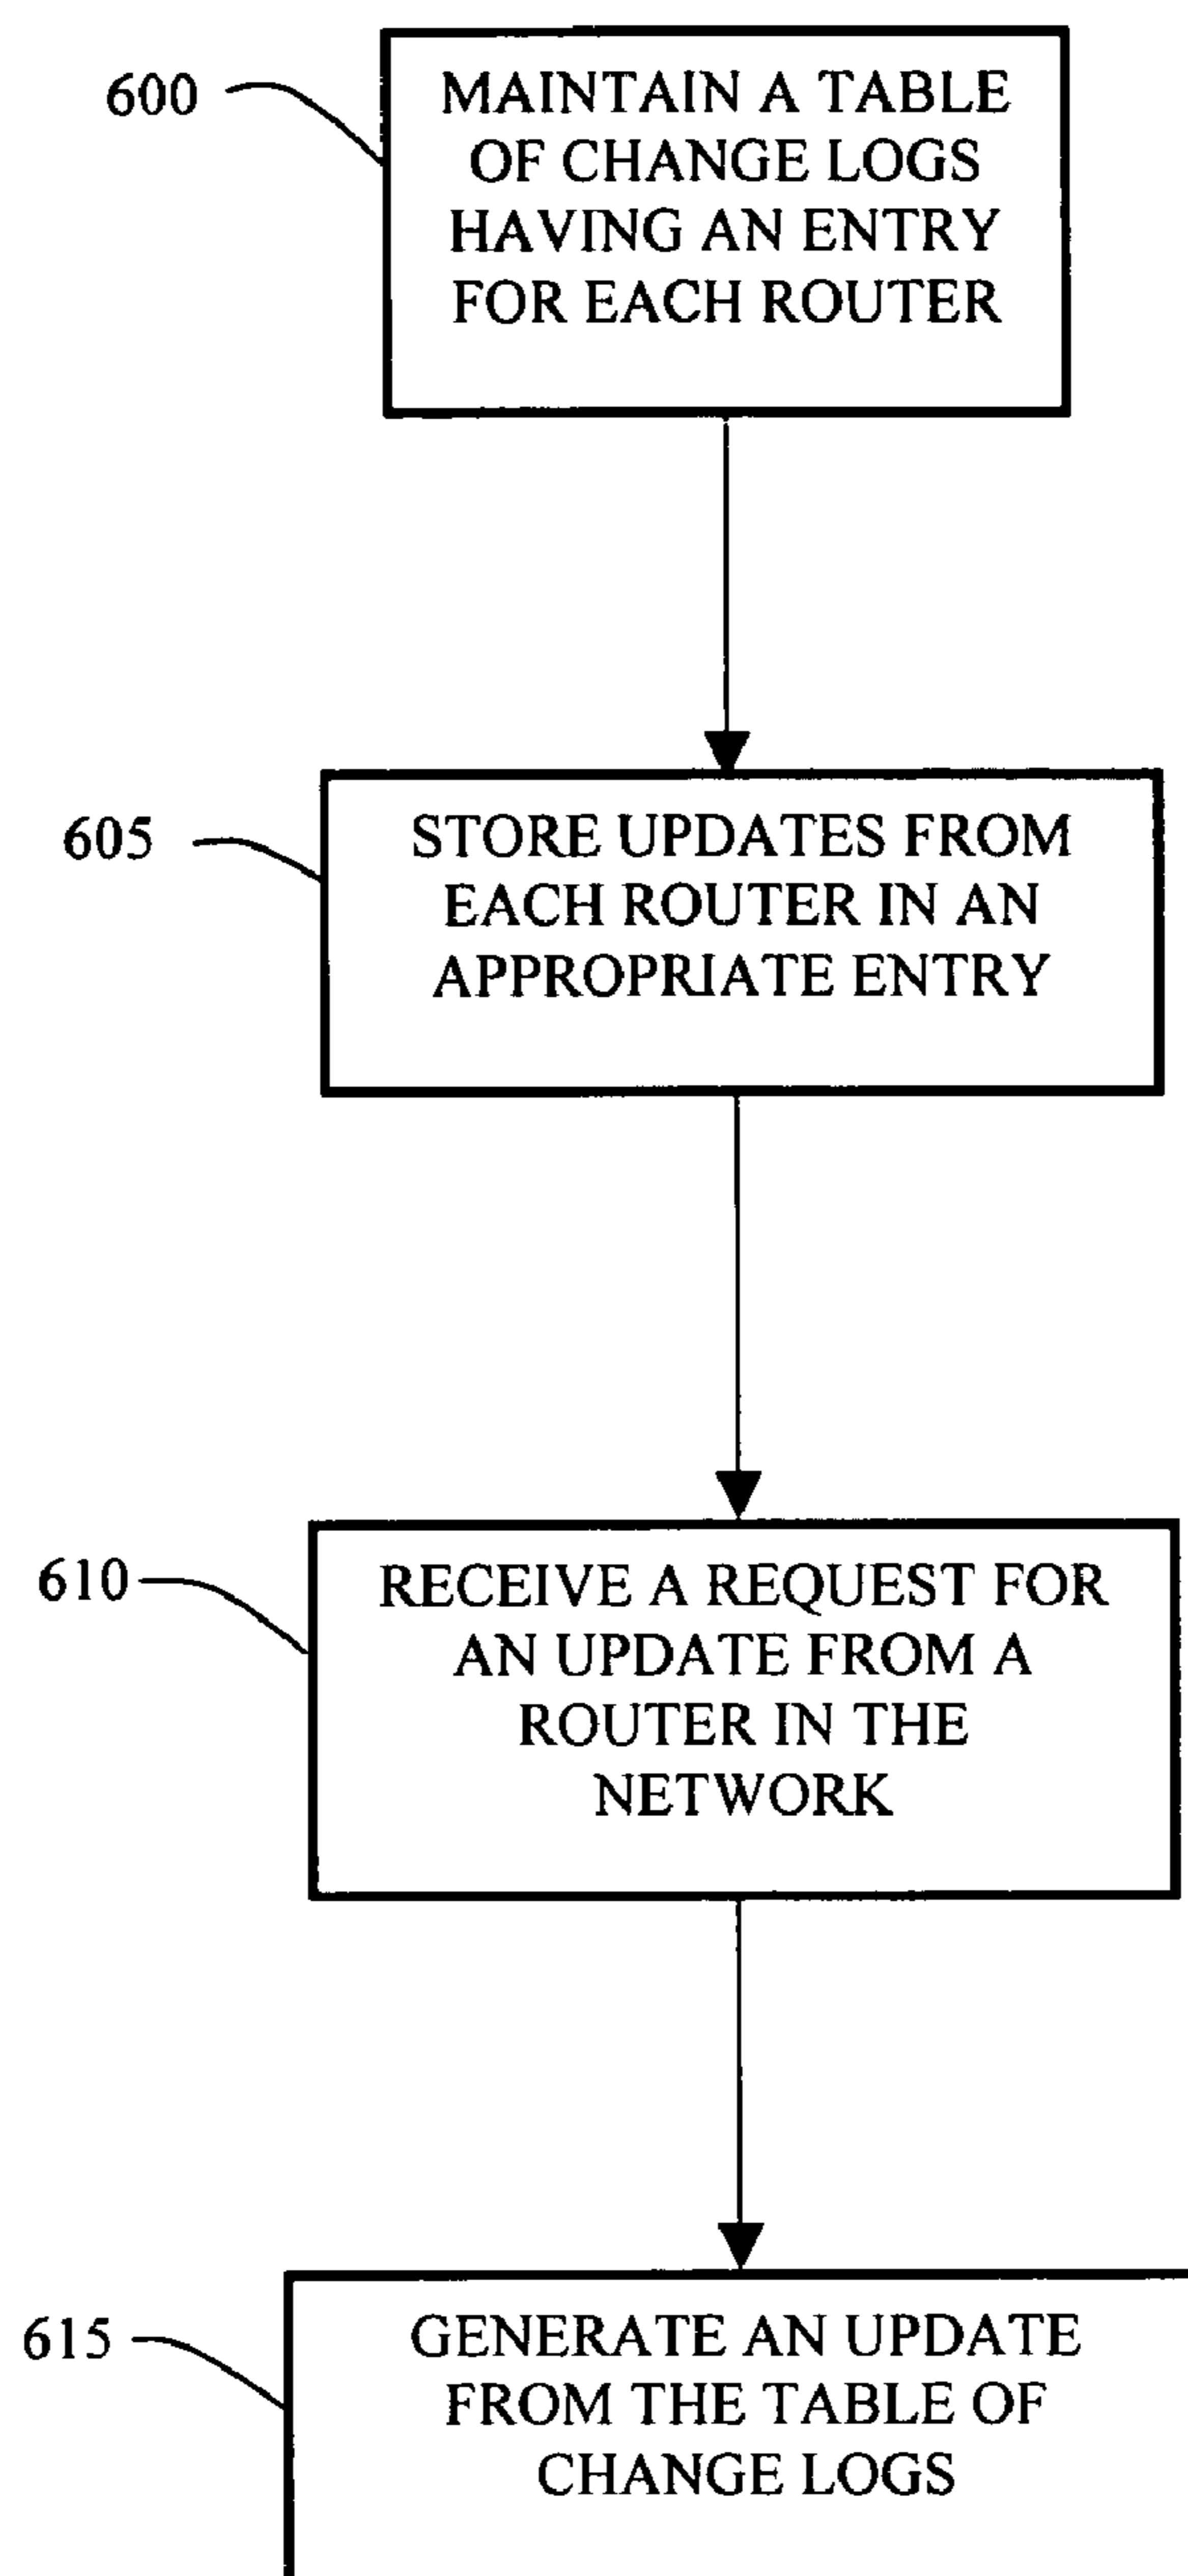 600
MAINTAIN A TABLE
OF CHANGE LOGS
HAVING AN ENTRY
FOR EACH ROUTER
605
STORE UPDATES FROM
EACH ROUTER IN AN
APPROPRIATE ENTRY
610
RECEIVE A REQUEST FOR
AN UPDATE FROM A
ROUTER IN THE
NETWORK
615
GENERATE AN UPDATE
FROM THE TABLE OF
CHANGE LOGS